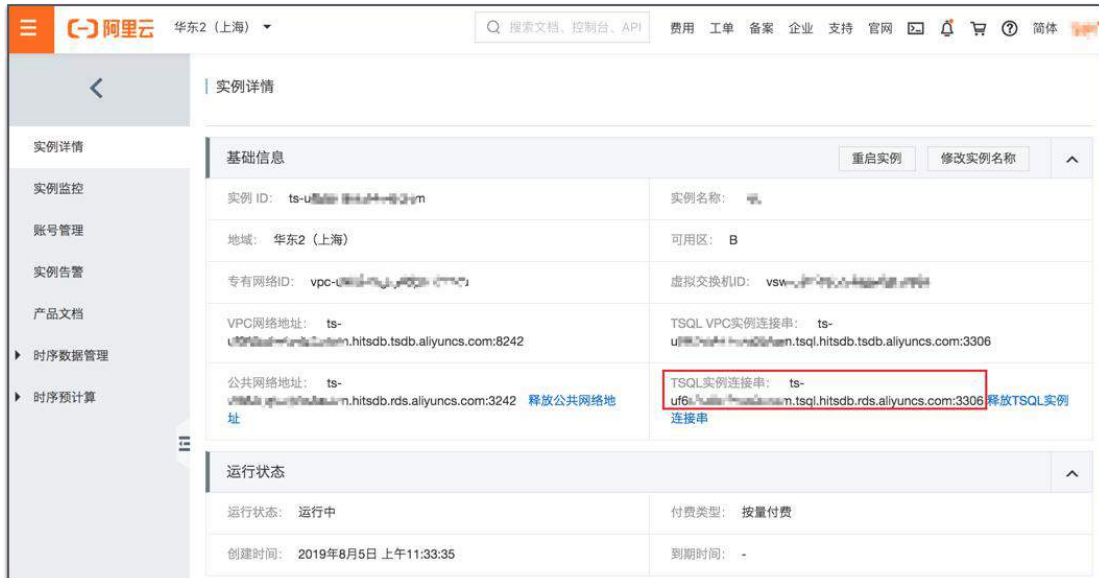 阿里云
华东2（上海）
搜索文档、控制台、API
费用 工单 备案 企业 支持 官网 简体
实例详情
实例详情
实例监控
账号管理
实例告警
产品文档
时序数据管理
时序预计算
基础信息
重启实例 修改实例名称
实例 ID: ts-u
实例名称:
地域: 华东2（上海）
可用区: B
专有网络ID: vpc-u
虚拟交换机ID: vsw-
VPC网络地址: ts-
.hitsdb.tsdb.aliyuncs.com:8242
TSQL VPC实例连接串: ts-
.tsql.hitsdb.tsdb.aliyuncs.com:3306
公共网络地址: ts-
.hitsdb.rds.aliyuncs.com:3242 释放公共网络地
址
TSQL实例连接串: ts-
uf6 .tsql.hitsdb.rds.aliyuncs.com:3306 释放TSQL实例
连接串
运行状态
运行状态: 运行中
付费类型: 按量付费
创建时间: 2019年8月5日 上午11:33:35
到期时间: -